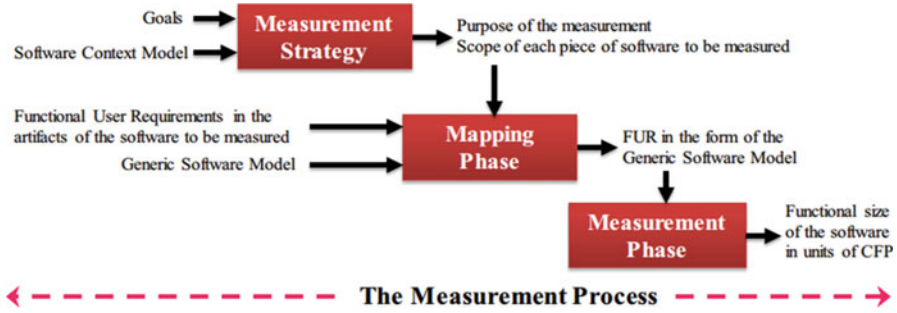 Goals
Software Context Model
Measurement
Strategy
Purpose of the measurement
Scope of each piece of software to be measured
Functional User Requirements in the
artifacts of the software to be measured
Generic Software Model
Mapping
Phase
FUR in the form of the
Generic Software Model
Measurement
Phase
Functional size
of the software
in units of CFP
The Measurement Process